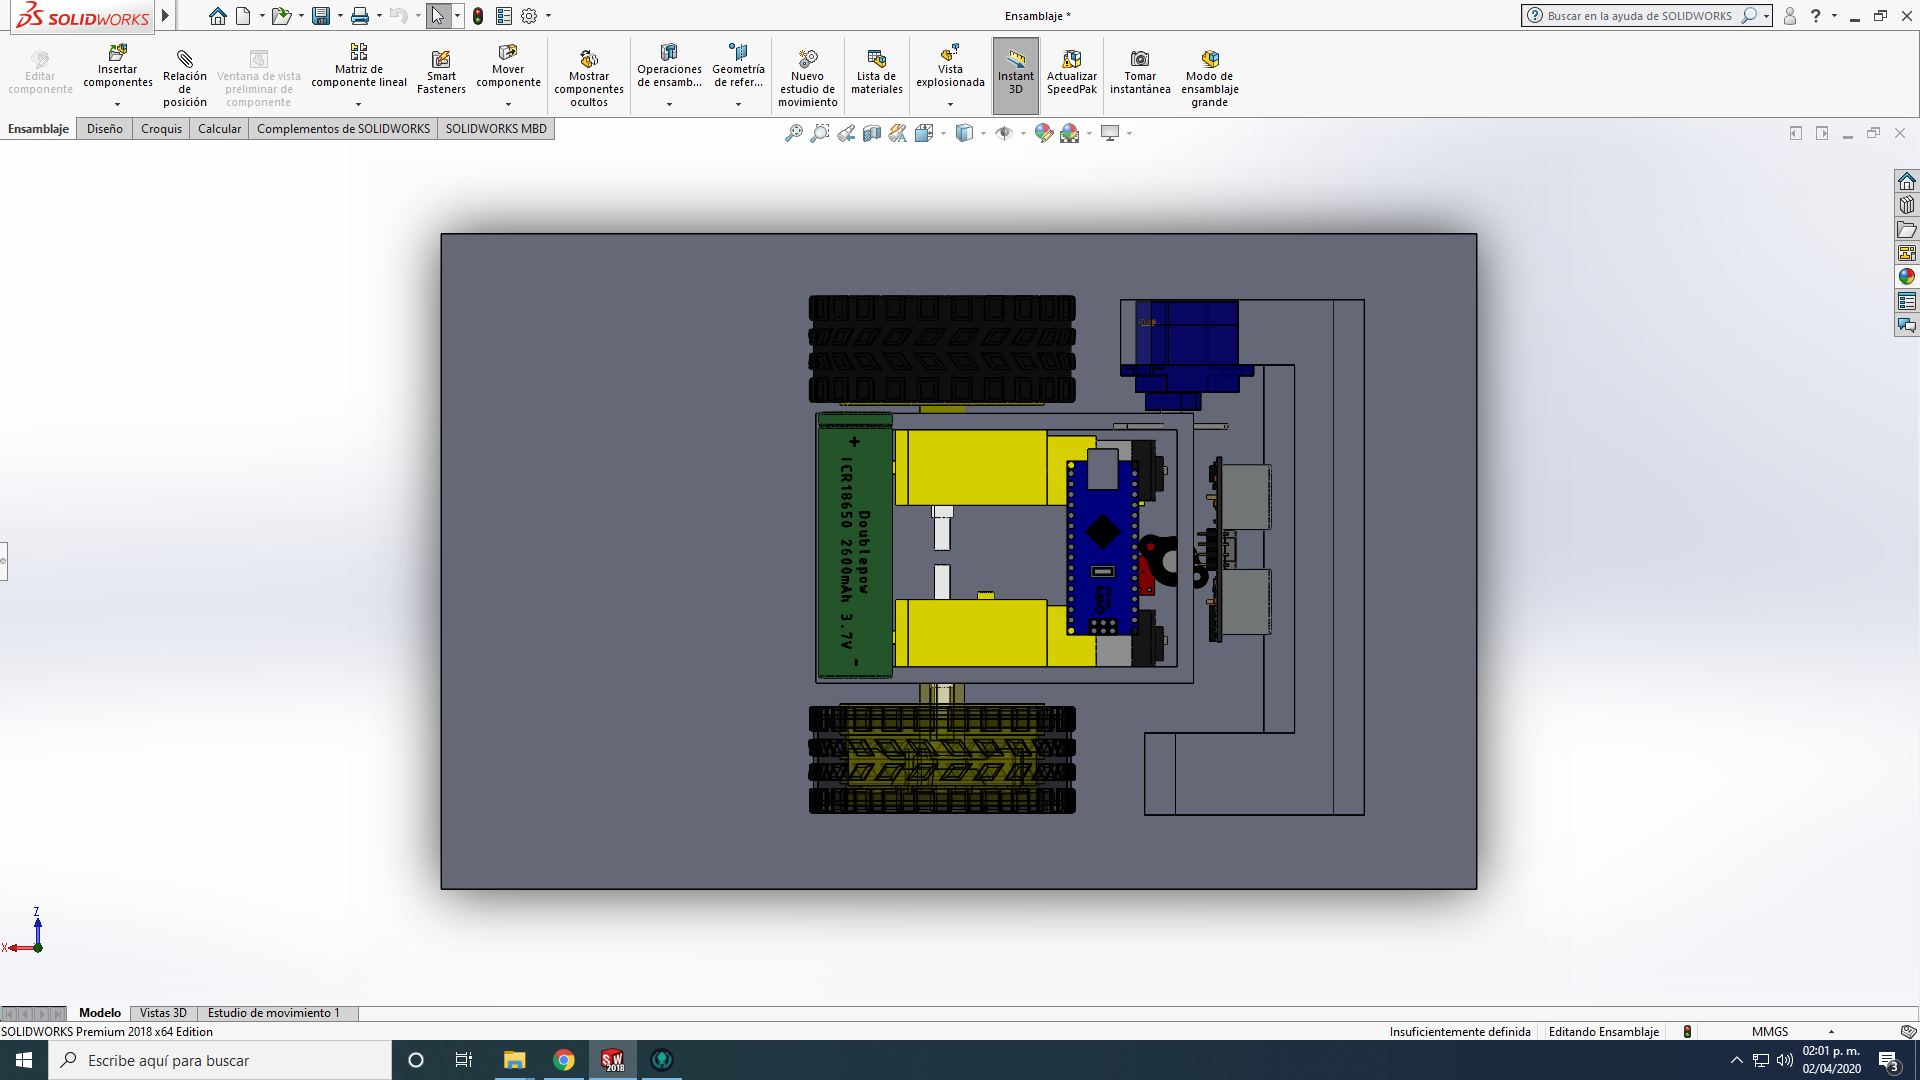 SOLIDWORKS
Ensamblaje *
Buscar en la ayuda de SOLIDWORKS
Editar
componente
Insertar
componentes
Relación
de
posición
Ventana de vista
preliminar de
componente
Matriz de
componente lineal
Smart
Fasteners
Mover
componente
Mostrar
componentes
ocultos
Operaciones
de ensamb...
Geometría
de refer...
Nuevo
estudio de
movimiento
Lista de
materiales
Vista
explosionada
Instant
3D
Actualizar
SpeedPak
Tomar
instantánea
Modo de
ensamblaje
grande
Ensamblaje
Diseño
Croquis
Calcular
Complementos de SOLIDWORKS
SOLIDWORKS MBD
+ Doublepow
ICR18650 2600mAh 3.7V -
NANO
Z
X
Modelo
Vistas 3D
Estudio de movimiento 1
SOLIDWORKS Premium 2018 x64 Edition
Insuficientemente definida
Editando Ensamblaje
MMGS
Escribe aquí para buscar
SW
2018
02:01 p. m.
02/04/2020
3